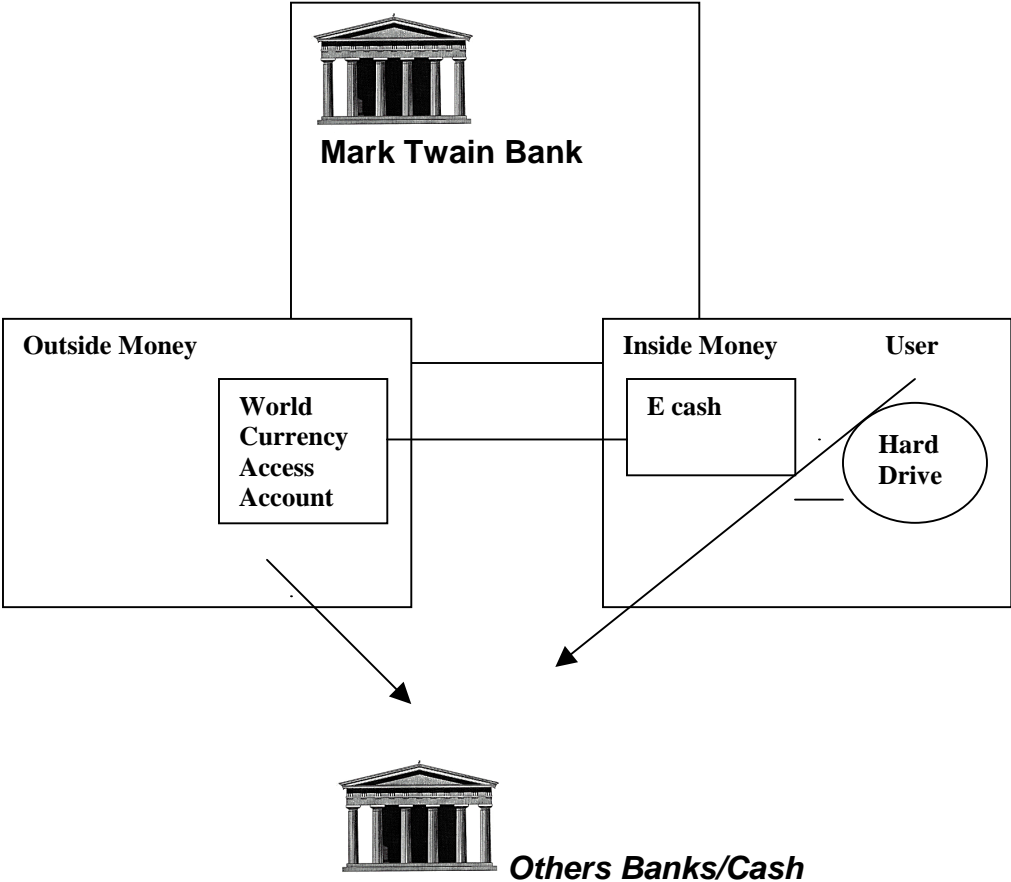 Mark Twain Bank
Outside Money
World
Currency
Access
Account
Inside Money
User
E cash
Hard
Drive
Others Banks/Cash